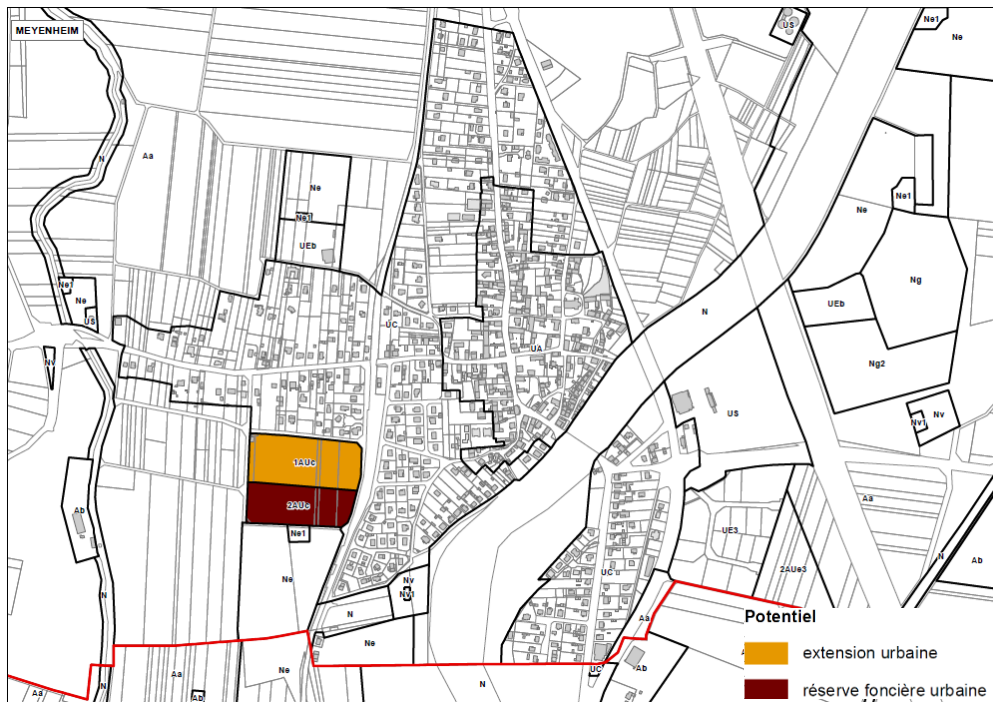 MEYENHEIM
US
Ne1
Ne
N
Aa
Ne
Ne1
Ne1
UEb
Ne
Ng
Ne1
Ne
US
UC
UEb
N
UA
Nv
Ng2
US
Nv
Nv1
1AUc
2AUc
Aa
Ab
Ne1
UE3
N
Ab
Ne
Nv
Nv1
UC
2AUe3
N
N
Aa
Ne
Aa
Ne
Ab
UC
N
Aa
N
Ab
Potentiel
extension urbaine
réserve foncière urbaine